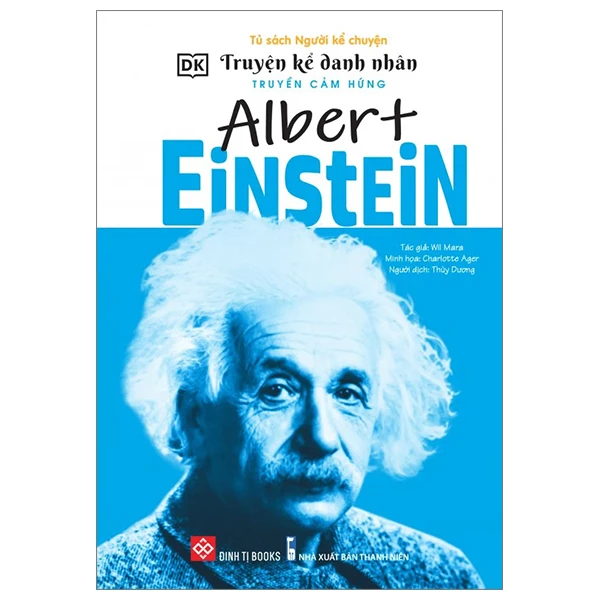 Tủ sách Người kể chuyện
DK Truyện kể danh nhân
TRUYỀN CẢM HỨNG
Albert
EiNStEiN
Tác giả: Wil Mara
Minh họa: Charlotte Ager
Người dịch: Thùy Dương
ĐINH TỊ BOOKS NHÀ XUẤT BẢN THANH NIÊN